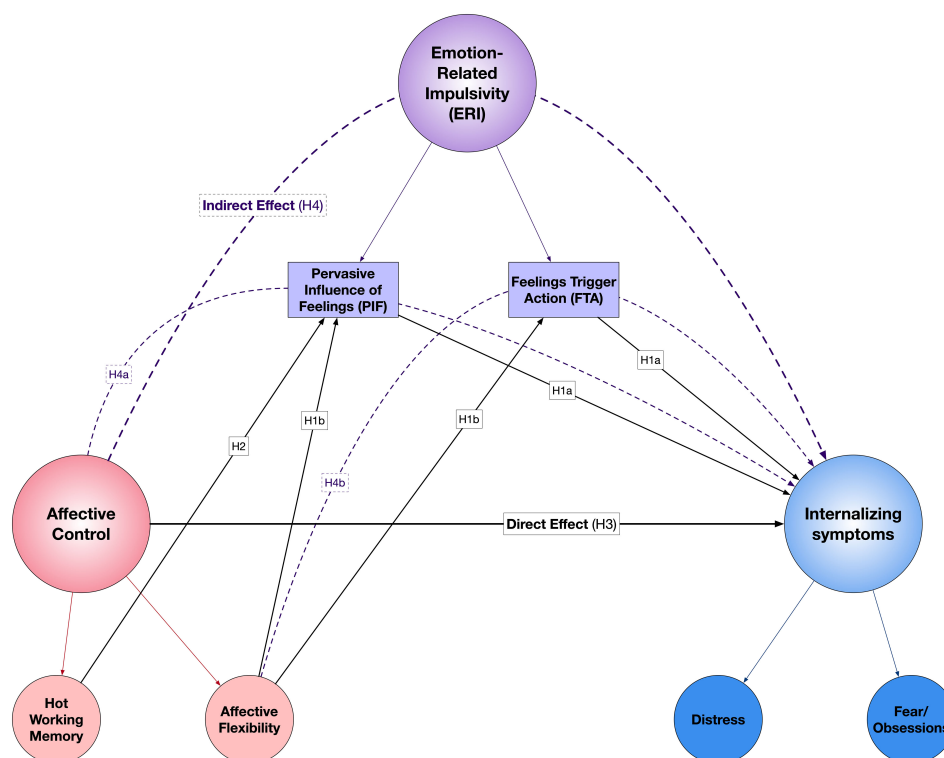 Emotion-
Related
Impulsivity
(ERI)
Indirect Effect (H4)
Pervasive
Influence of
Feelings (PIF)
Feelings Trigger
Action (FTA)
H4a
H1a
H1a
H1b
H1b
H2
H4b
Affective
Control
Direct Effect (H3)
Internalizing
symptoms
Hot
Working
Memory
Affective
Flexibility
Distress
Fear/
Obsessions